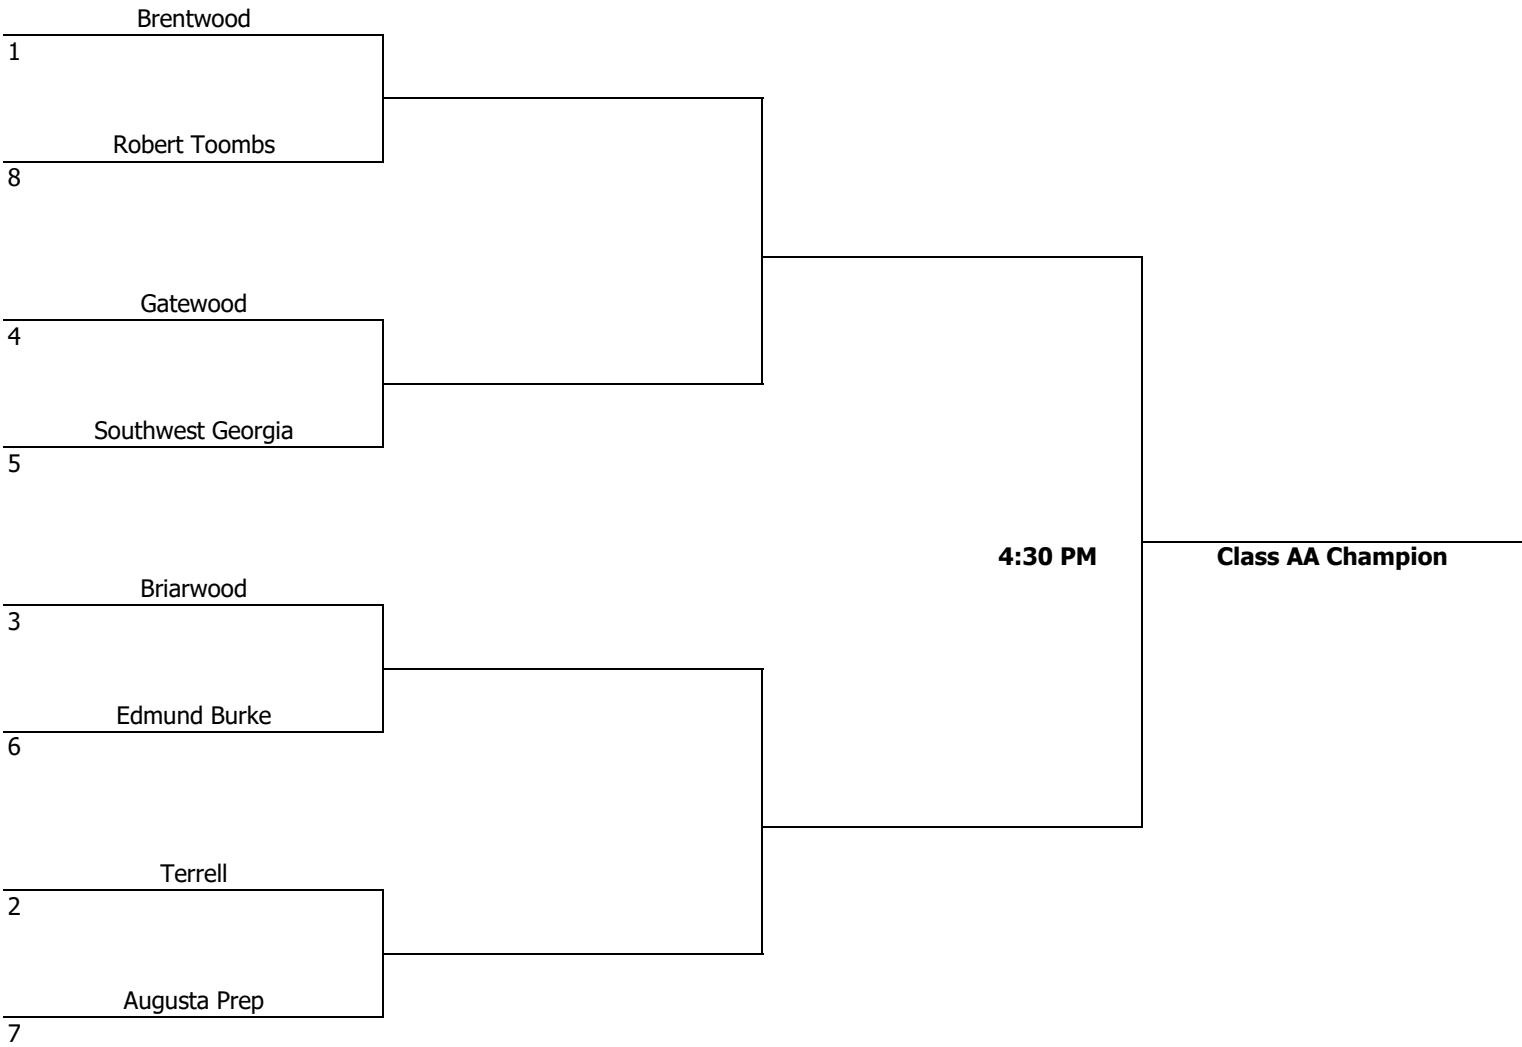 Brentwood
1
Robert Toombs
8
Gatewood
4
Southwest Georgia
5
4:30 PM
Class AA Champion
Briarwood
3
Edmund Burke
6
Terrell
2
Augusta Prep
7